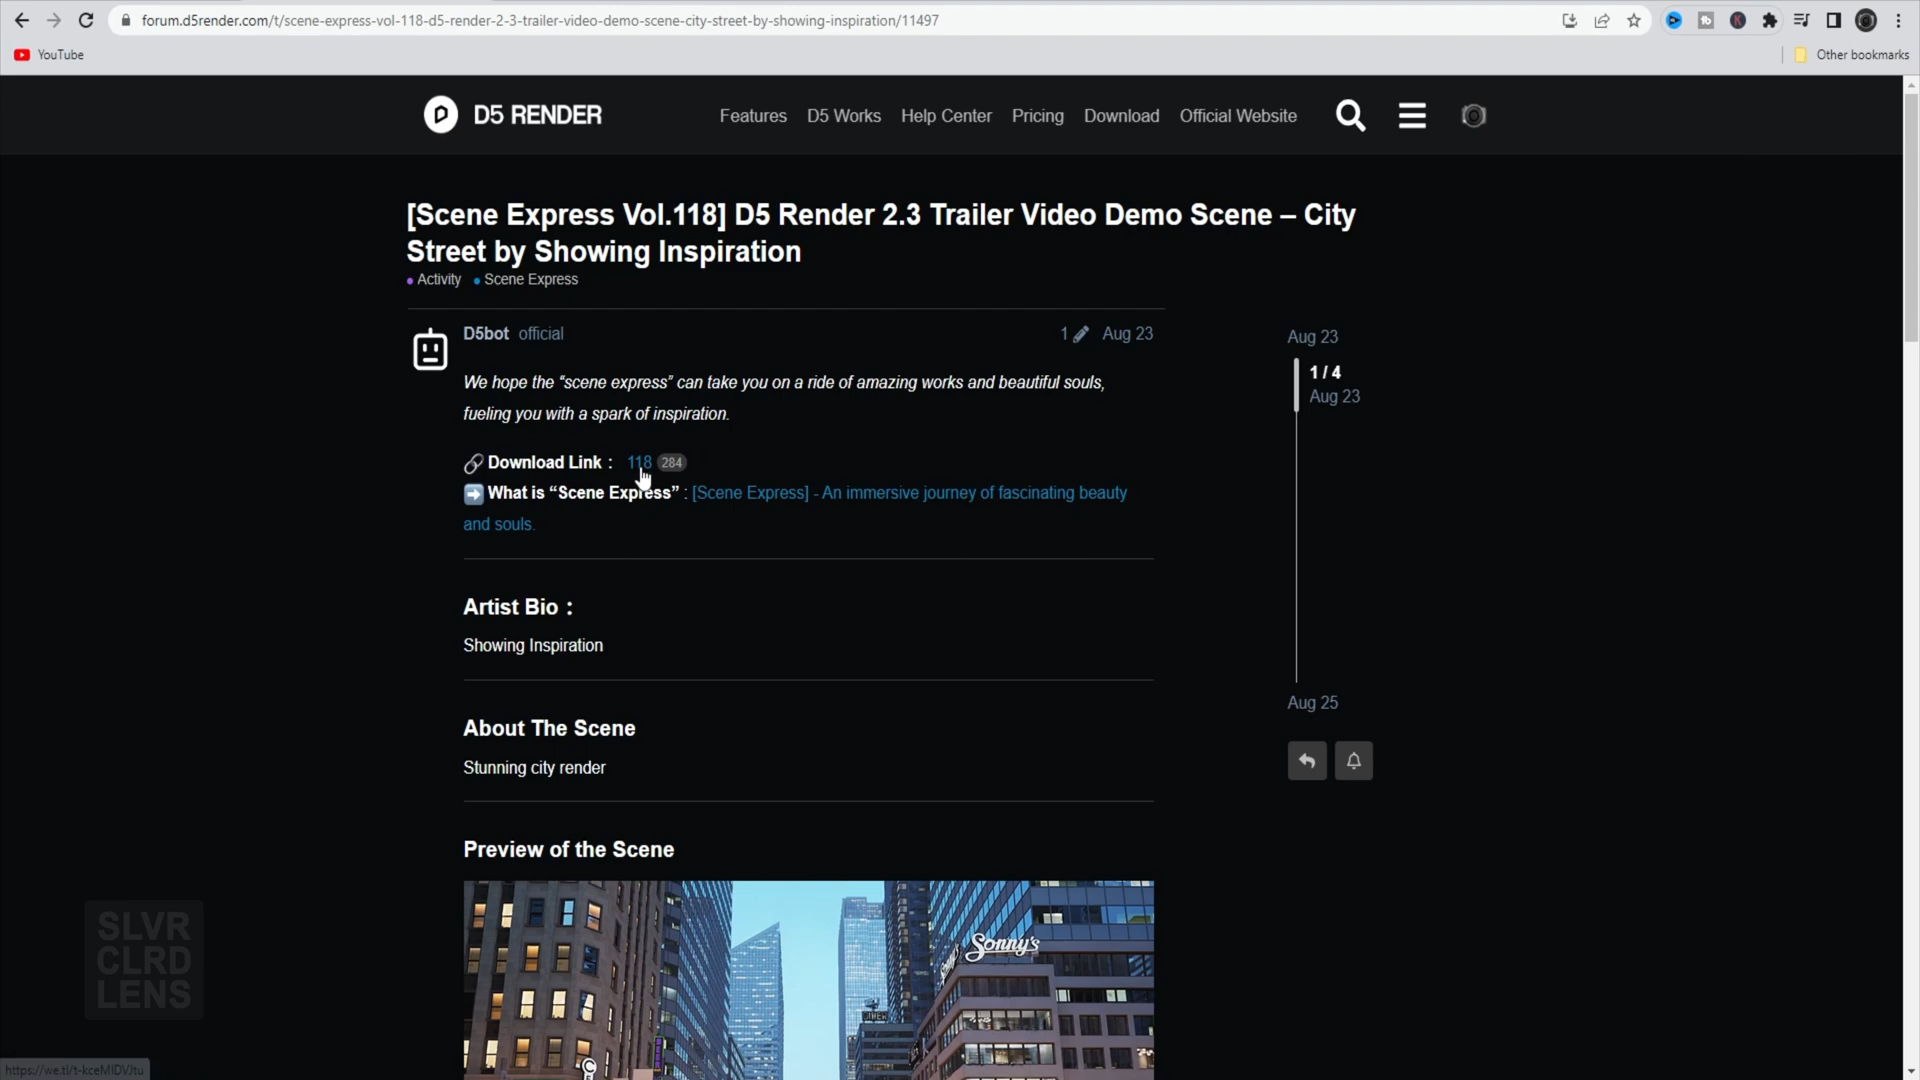 forum.d5render.com/t/scene-express-vol-118-d5-render-2-3-trailer-video-demo-scene-city-street-by-showing-inspiration/11497
YouTube
Other bookmarks
D5 RENDER
Features D5 Works Help Center Pricing Download Official Website
[Scene Express Vol.118] D5 Render 2.3 Trailer Video Demo Scene – City
Street by Showing Inspiration
Activity Scene Express
D5bot official 1 Aug 23
Aug 23
We hope the “scene express” can take you on a ride of amazing works and beautiful souls,
fueling you with a spark of inspiration.
1 / 4
Aug 23
Download Link : 118 284
What is “Scene Express” : [Scene Express] - An immersive journey of fascinating beauty
and souls.
Artist Bio :
Showing Inspiration
Aug 25
About The Scene
Stunning city render
Preview of the Scene
Sonny's
DINER
SLVR
CLRD
LENS